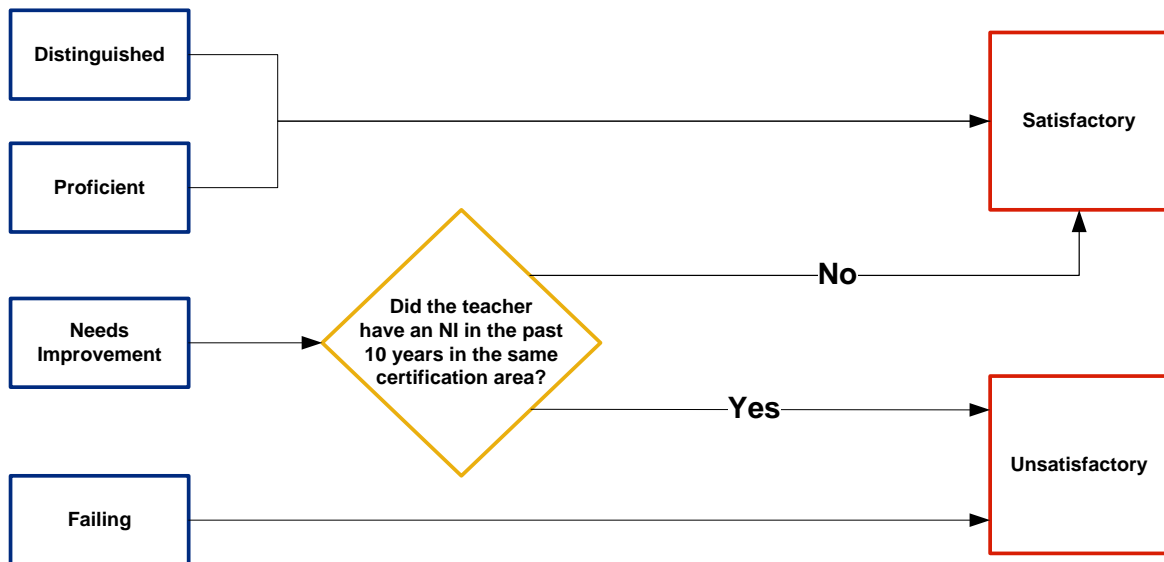 Distinguished
Satisfactory
Proficient
No
Did the teacher
have an NI in the past
10 years in the same
certification area?
Needs
Improvement
Yes
Unsatisfactory
Failing